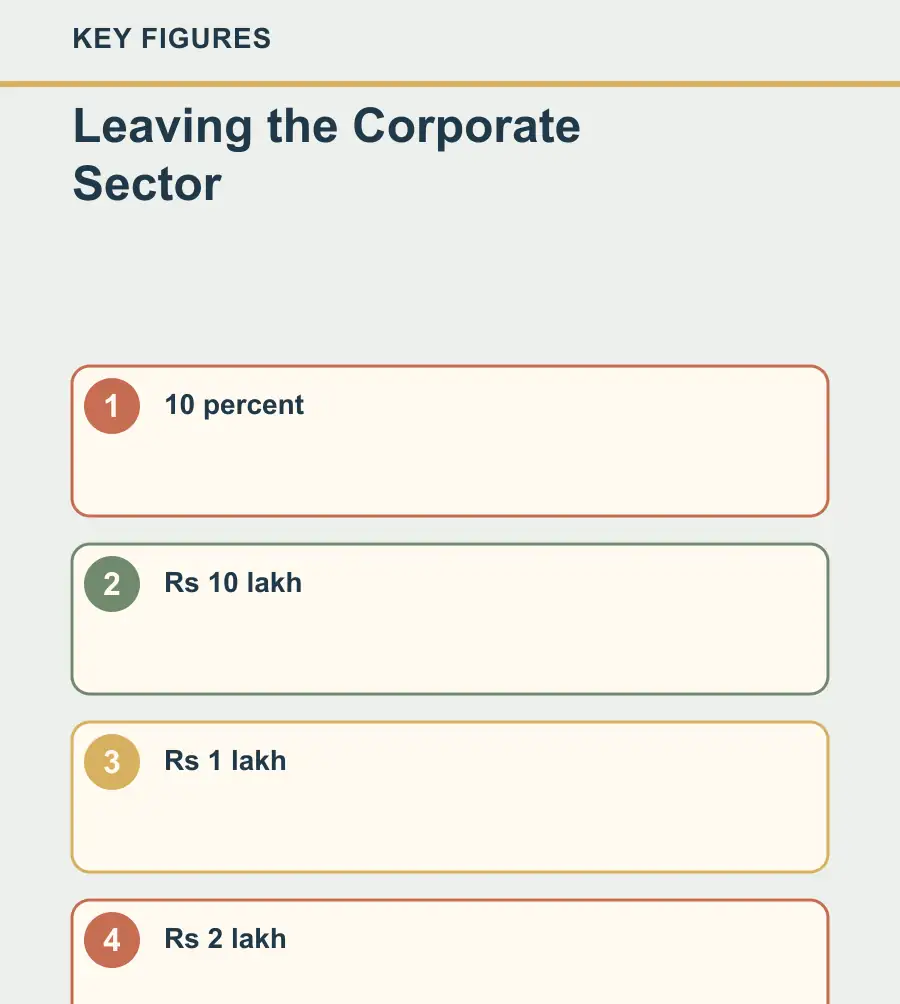 KEY FIGURES
Leaving the Corporate
Sector
1
10 percent
2
Rs 10 lakh
3
Rs 1 lakh
4
Rs 2 lakh